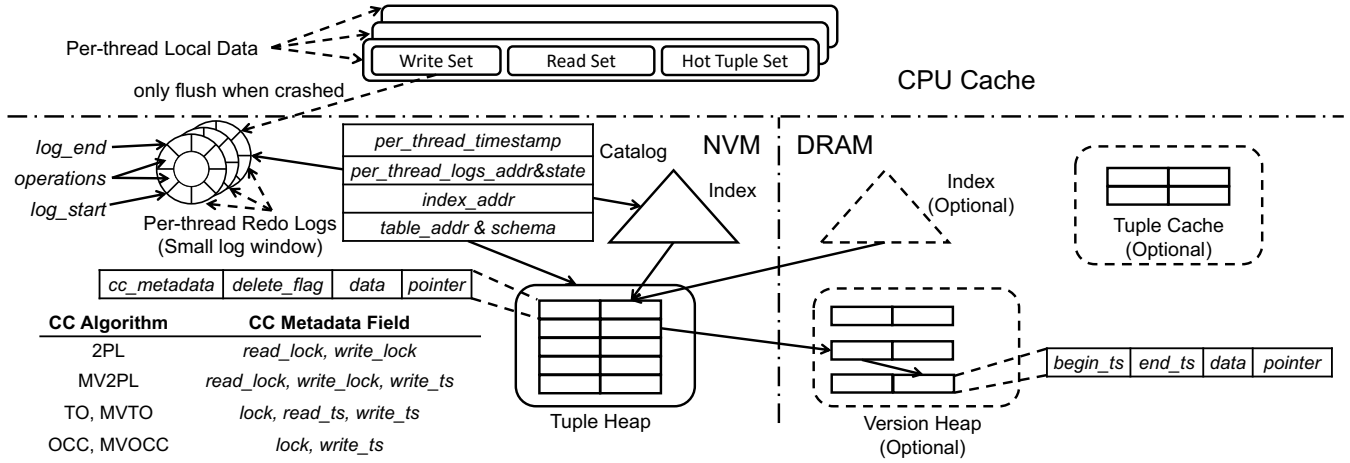 Per-thread Local Data
Write Set
Read Set
Hot Tuple Set
only flush when crashed
CPU Cache
log_end
operations
log_start
Per-thread Redo Logs
(Small log window)
per_thread_timestamp
per_thread_logs_addr&state
index_addr
table_addr & schema
Catalog
NVM
Index
DRAM
Index
(Optional)
Tuple Cache
(Optional)
cc_metadata
delete_flag
data
pointer
CC Algorithm
CC Metadata Field
2PL
read_lock, write_lock
MV2PL
read_lock, write_lock, write_ts
TO, MVTO
lock, read_ts, write_ts
OCC, MVOCC
lock, write_ts
Tuple Heap
Version Heap
(Optional)
begin_ts
end_ts
data
pointer